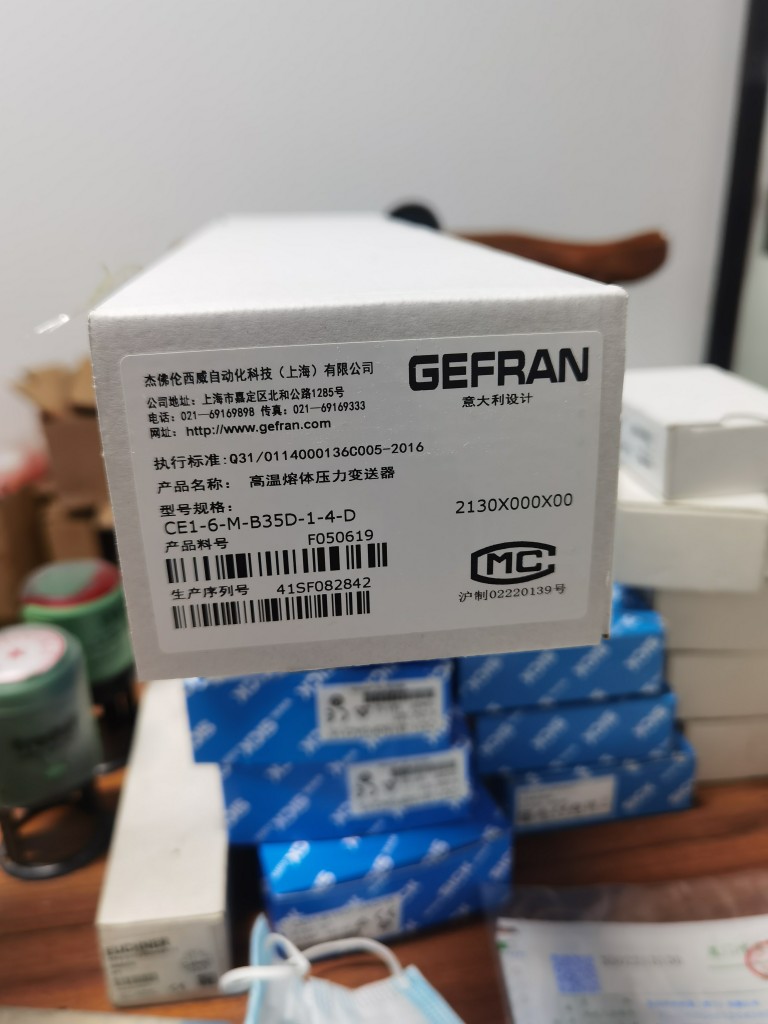 杰佛伦西威自动化科技（上海）有限公司
公司地址：上海市嘉定区北和公路1285号
电话：021—69169898 传真：021—69169333
网址：http://www.gefran.com
GEFRAN
意大利设计
执行标准：Q31/0114000136C005-2016
产品名称：高温熔体压力变送器
型号规格：
CE1-6-M-B35D-1-4-D
2130X000X00
产品料号 F050619
生产序列号 41SF082842
MC
沪制02220139号
SICK
SICK
SICK
EUCHNER